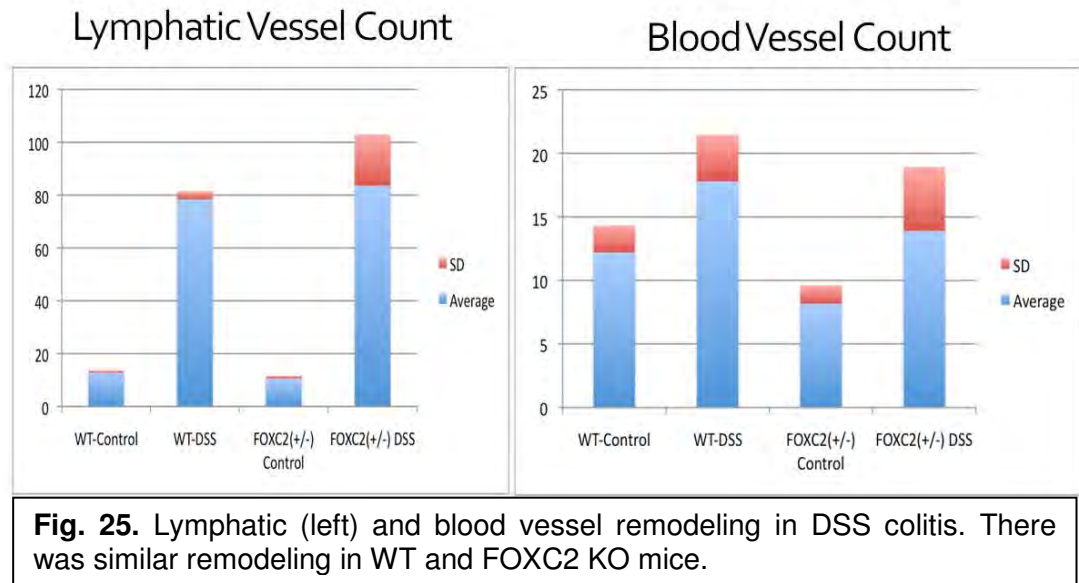 Lymphatic Vessel Count
120
100
80
60
40
20
0
WT-Control
WT-DSS
FOXC2(+/-)
Control
FOXC2(+/-) DSS
SD
Average
Blood Vessel Count
25
20
15
10
5
0
WT-Control
WT-DSS
FOXC2(+/-)
Control
FOXC2(+/-) DSS
SD
Average
Fig. 25. Lymphatic (left) and blood vessel remodeling in DSS colitis. There
was similar remodeling in WT and FOXC2 KO mice.